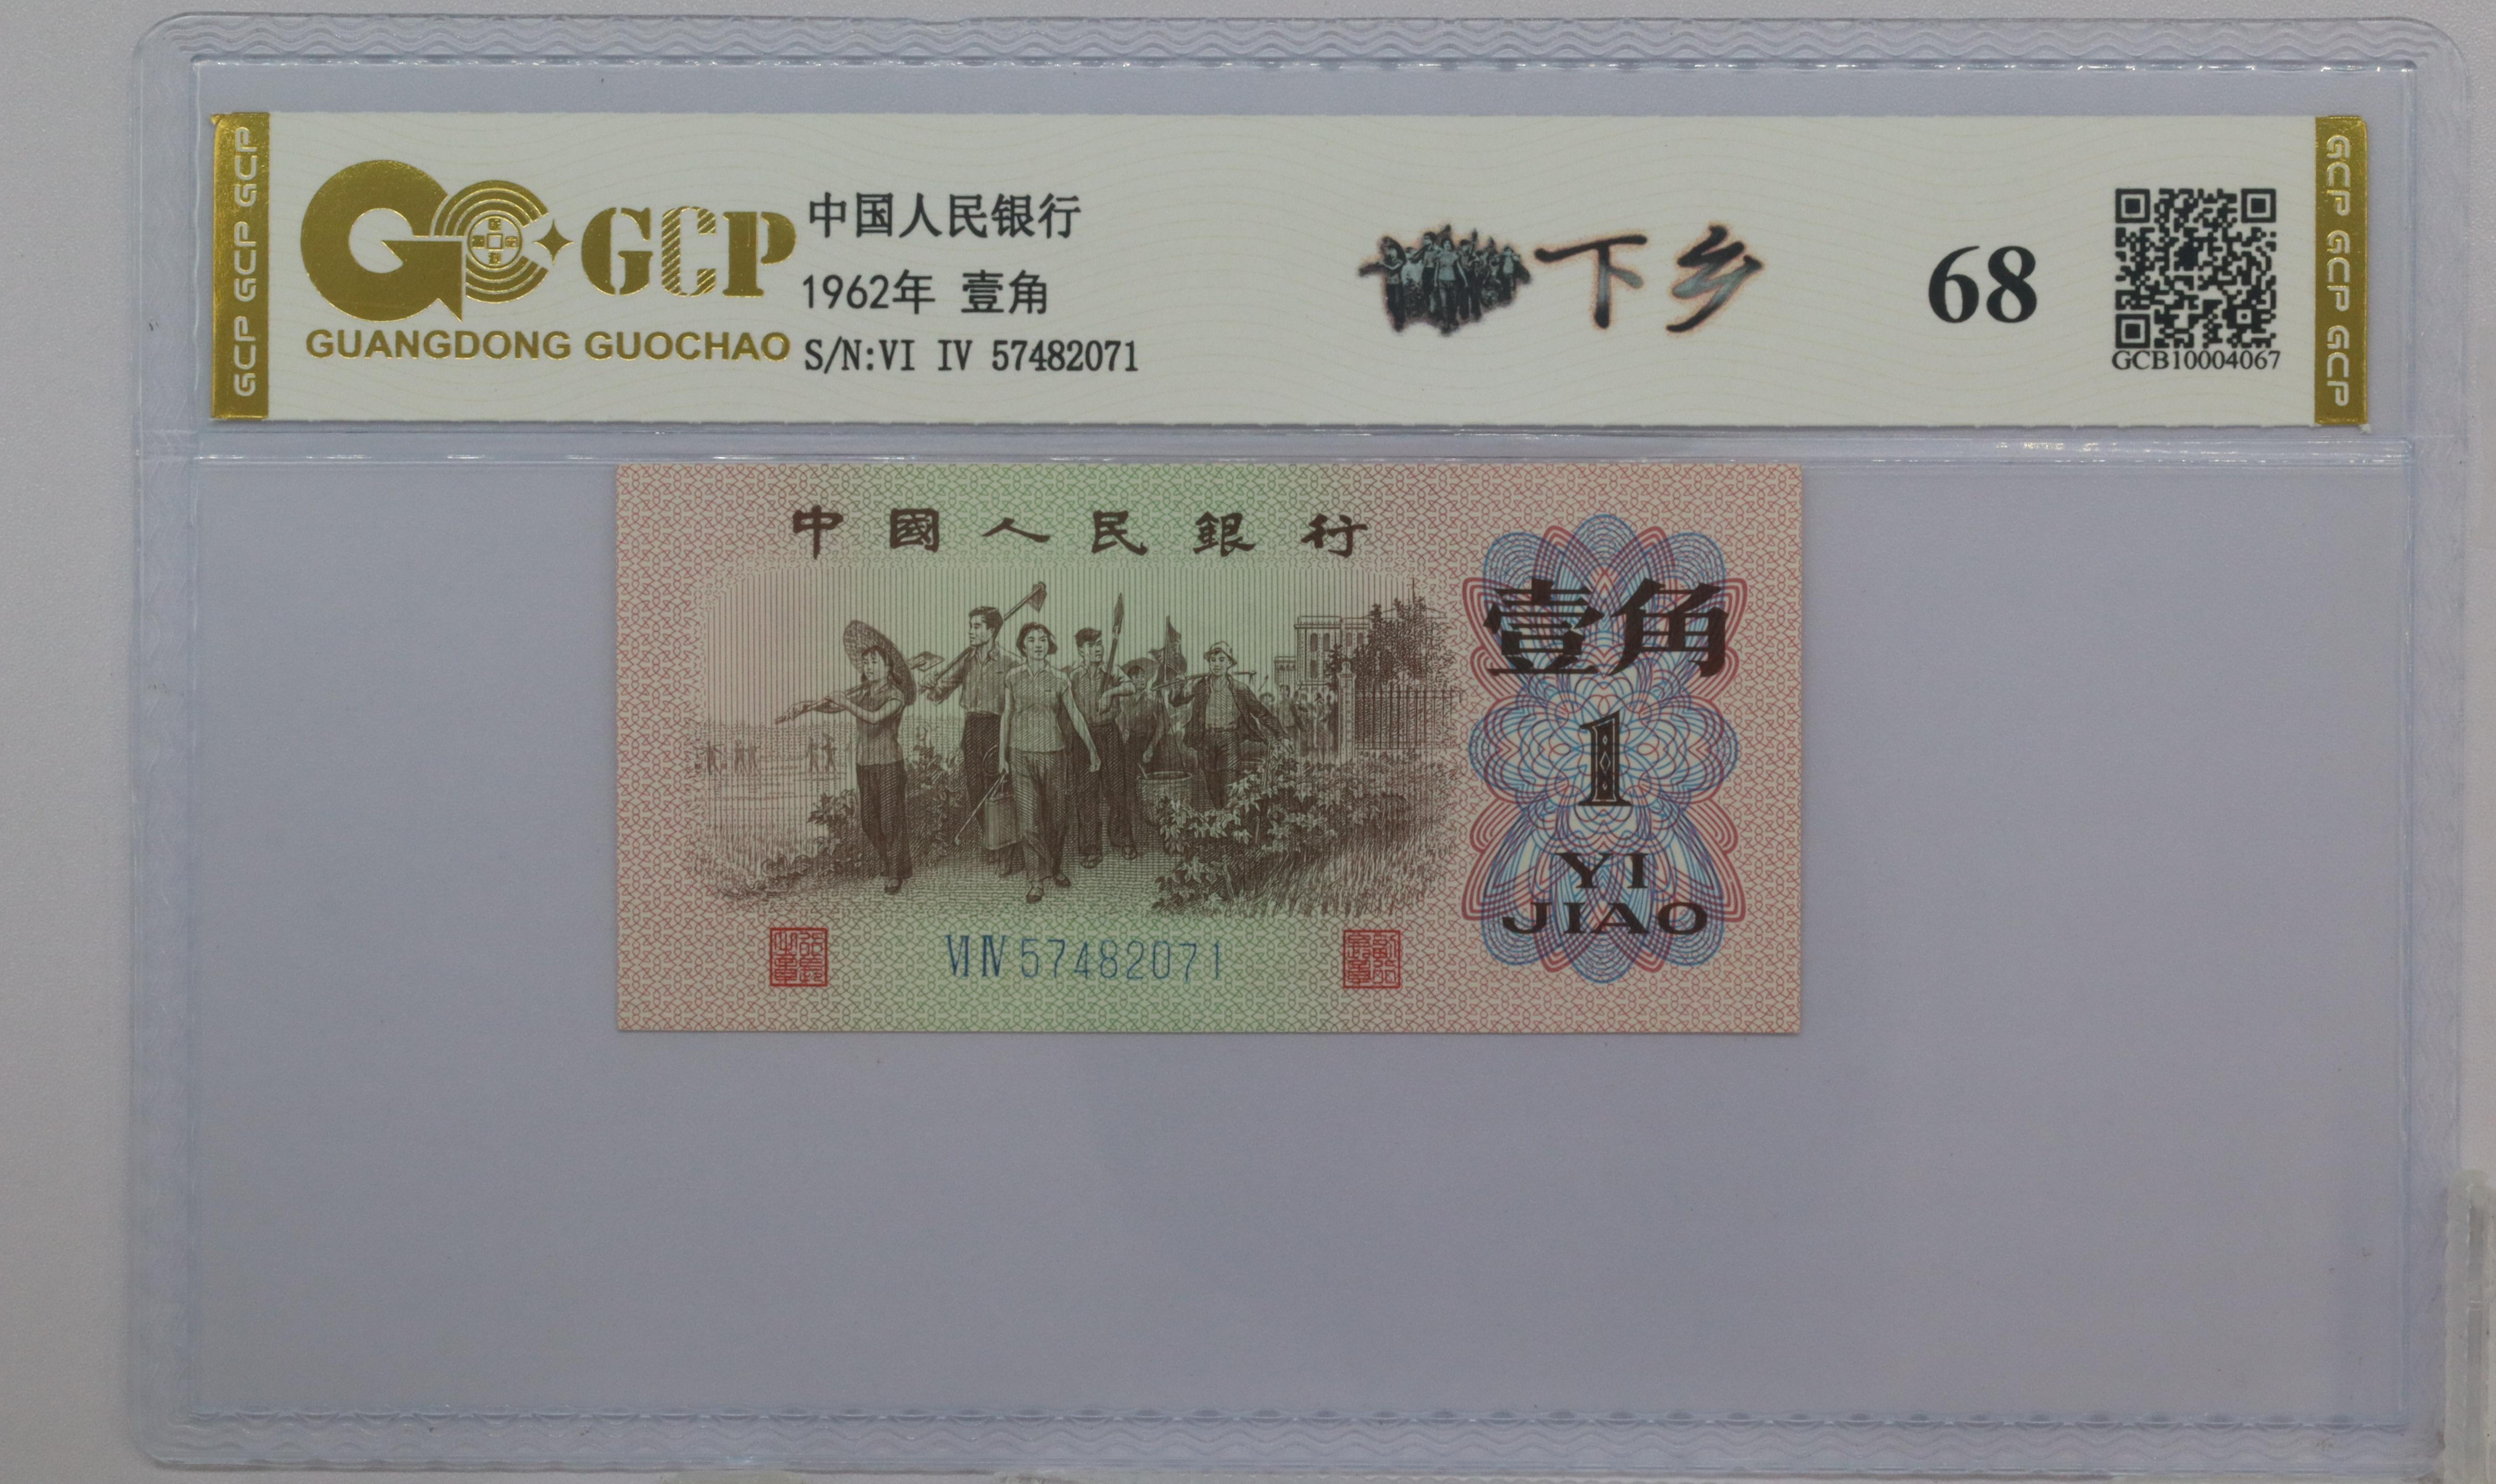 GCP GCP GCP
GCP
GUANGDONG GUOCHAO
中国人民银行
1962年 壹角
S/N:VI IV 57482071
下乡
68
GCB10004067
GCP GCP GCP
中國人民銀行
壹角
1
YI
JIAO
VI IV 57482071